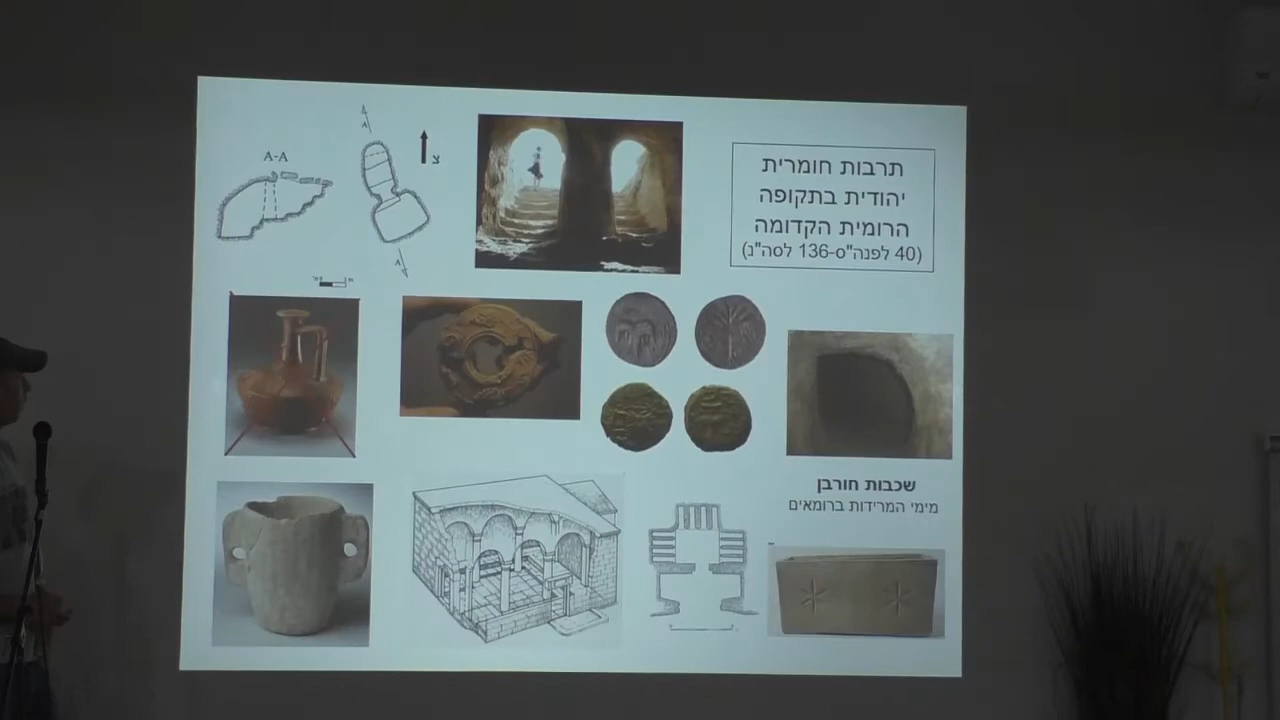 תרבות חומרית
יהודית בתקופה
הרומית הקדומה
(40 לפנה"ס-136 לסה"נ)
A-A
A
צ
A
שכבות חורבן
מימי המרידות ברומאים